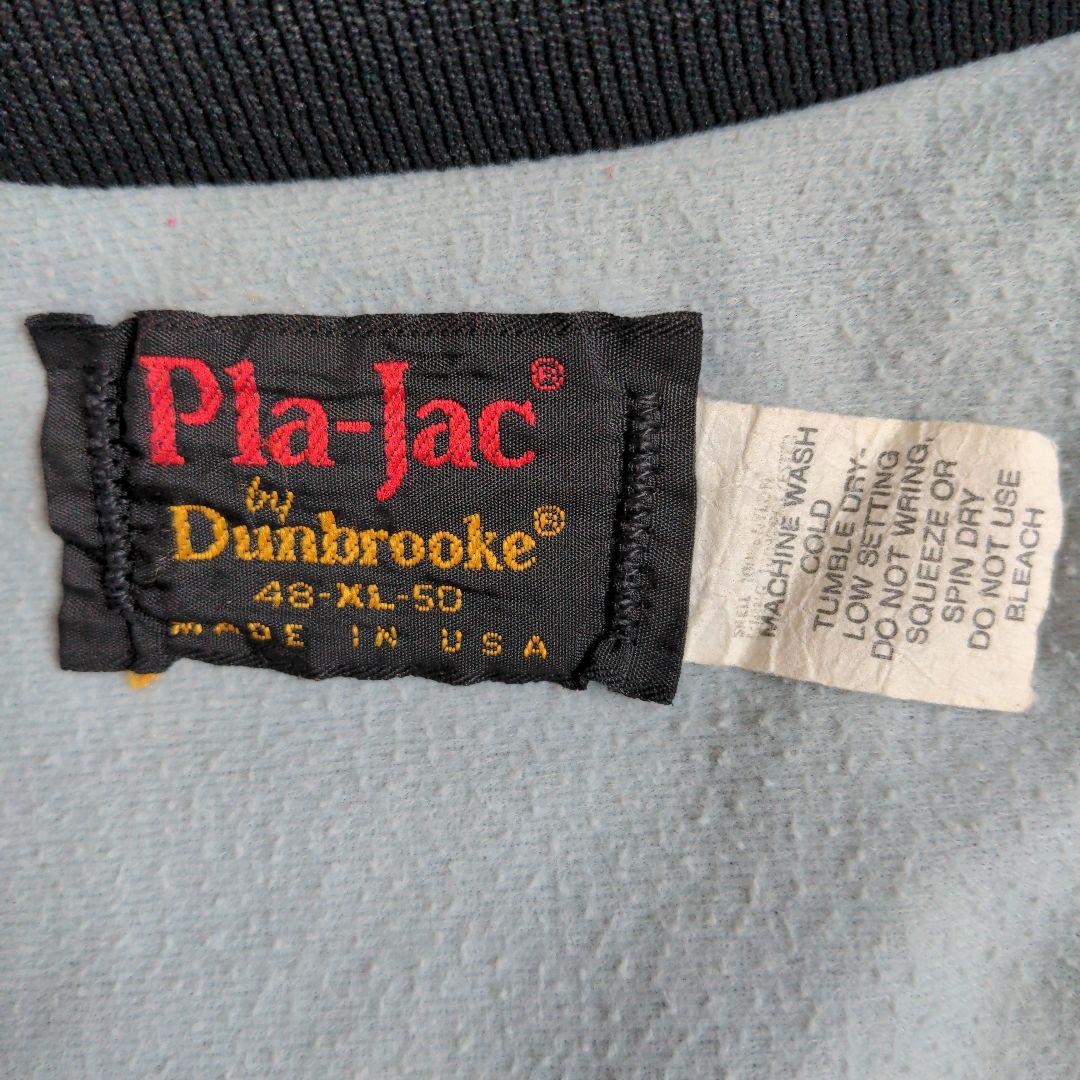 Pla-Jac®
by
Dunbrooke®
48-XL-50
MADE IN USA
MACHINE WASH
COLD
TUMBLE DRY-
LOW SETTING
DO NOT WRING,
SQUEEZE OR
SPIN DRY
DO NOT USE
BLEACH